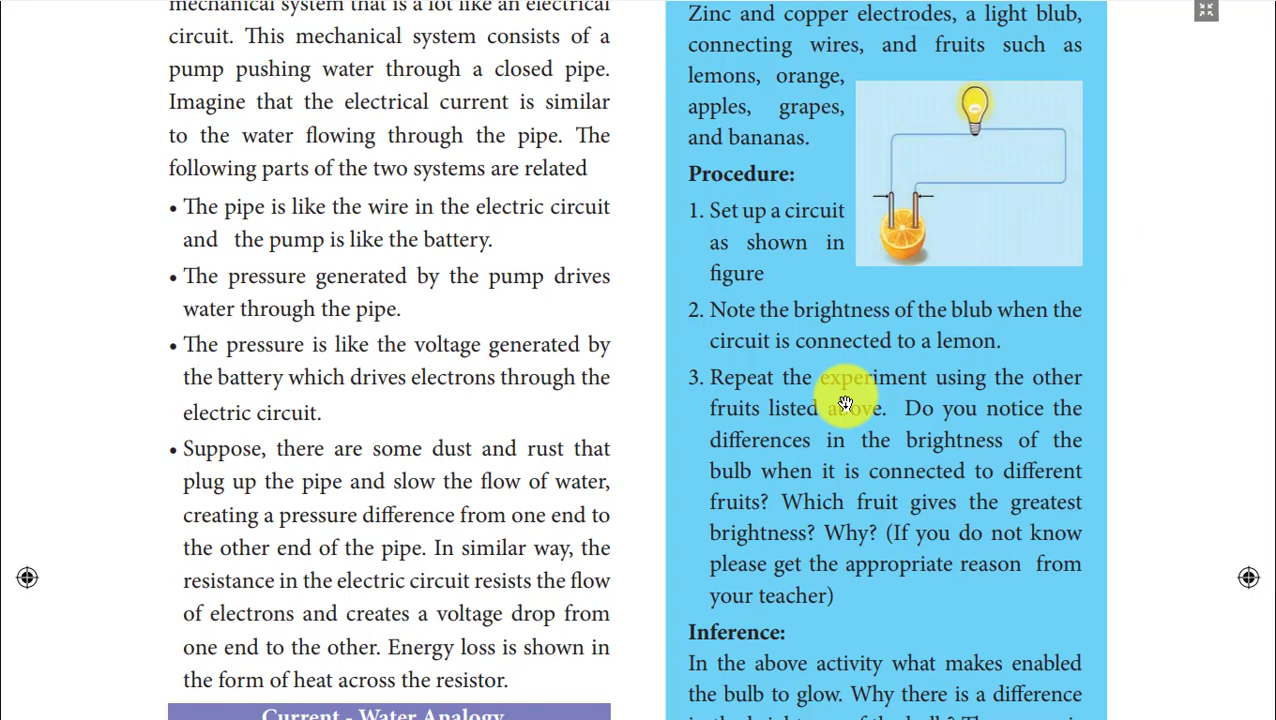 mechanical system that is a lot like an electrical
circuit. This mechanical system consists of a
pump pushing water through a closed pipe.
Imagine that the electrical current is similar
to the water flowing through the pipe. The
following parts of the two systems are related
• The pipe is like the wire in the electric circuit
and the pump is like the battery.
• The pressure generated by the pump drives
water through the pipe.
• The pressure is like the voltage generated by
the battery which drives electrons through the
electric circuit.
• Suppose, there are some dust and rust that
plug up the pipe and slow the flow of water,
creating a pressure difference from one end to
the other end of the pipe. In similar way, the
resistance in the electric circuit resists the flow
of electrons and creates a voltage drop from
one end to the other. Energy loss is shown in
the form of heat across the resistor.
Current - Water Analogy
Zinc and copper electrodes, a light blub,
connecting wires, and fruits such as
lemons, orange,
apples, grapes,
and bananas.
Procedure:
1. Set up a circuit
as shown in
figure
2. Note the brightness of the blub when the
circuit is connected to a lemon.
3. Repeat the experiment using the other
fruits listed above. Do you notice the
differences in the brightness of the
bulb when it is connected to different
fruits? Which fruit gives the greatest
brightness? Why? (If you do not know
please get the appropriate reason from
your teacher)
Inference:
In the above activity what makes enabled
the bulb to glow. Why there is a difference